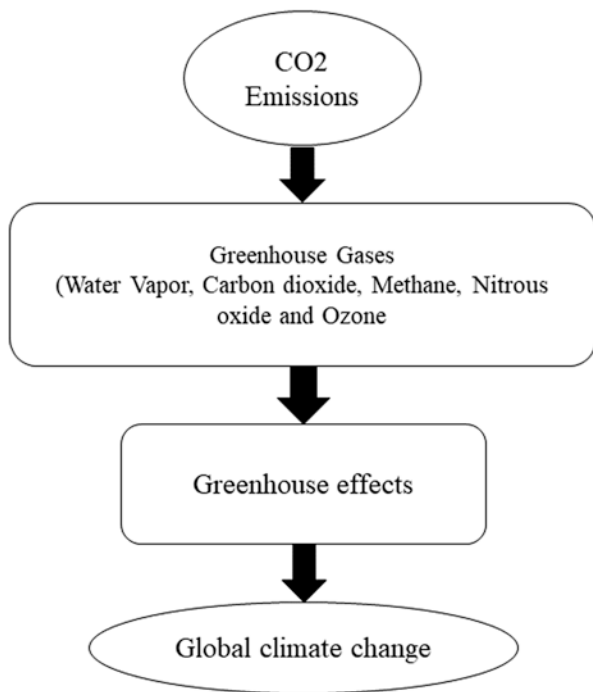 CO2
Emissions
Greenhouse Gases
(Water Vapor, Carbon dioxide, Methane, Nitrous
oxide and Ozone
Greenhouse effects
Global climate change